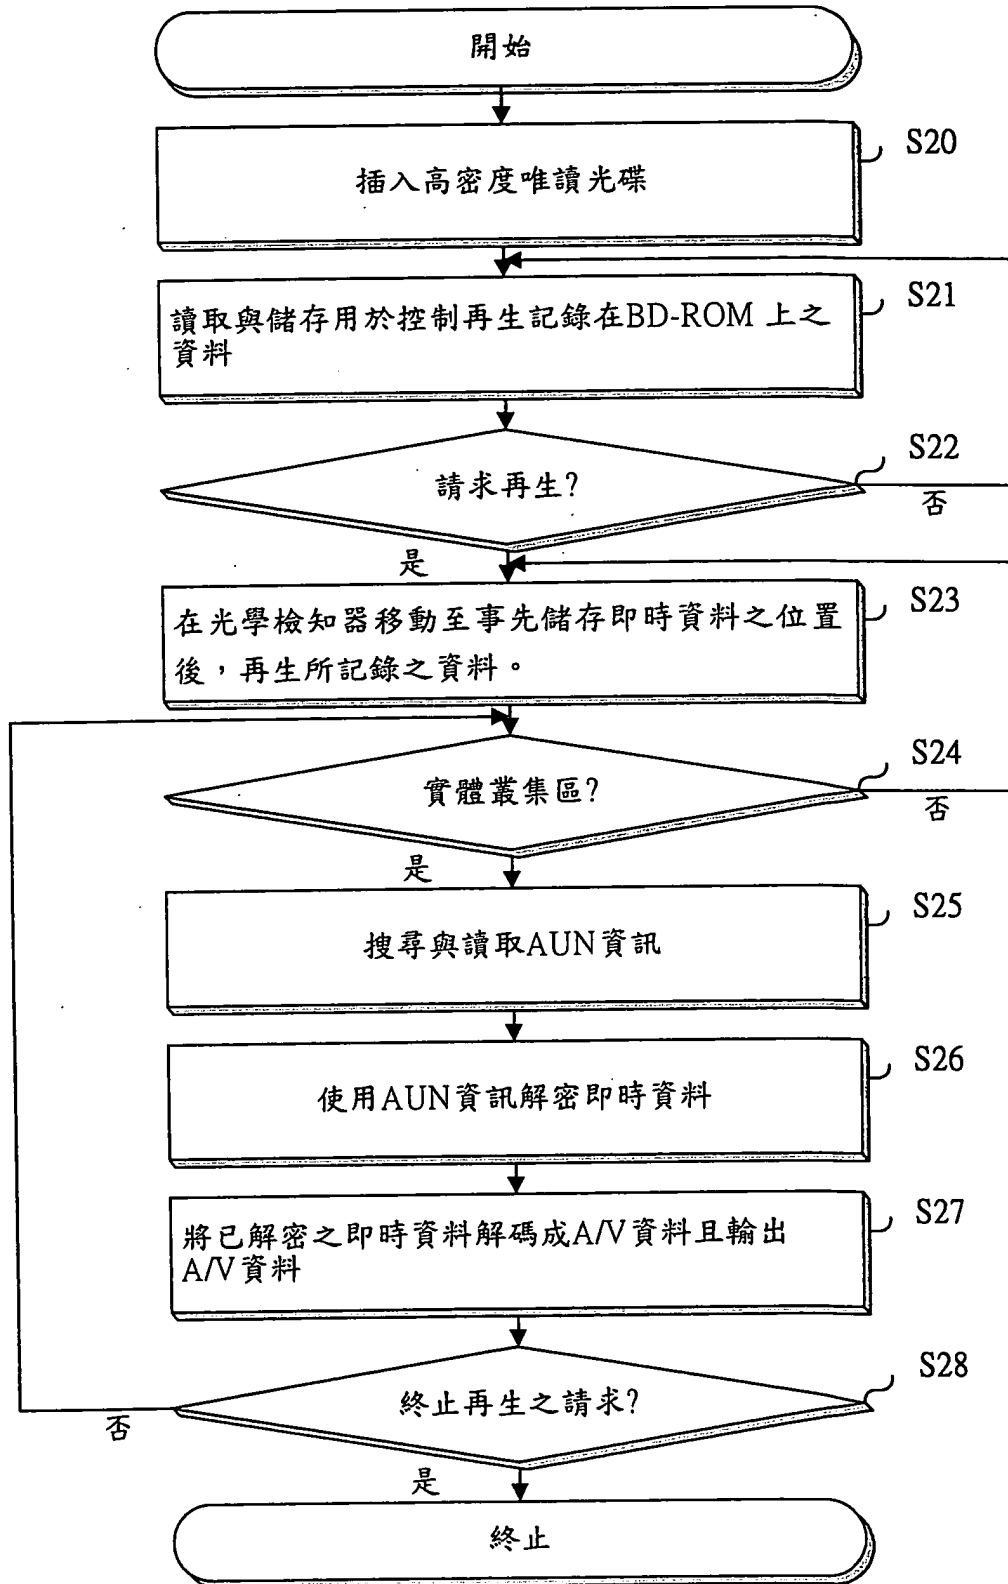 開始
S20
插入高密度唯讀光碟
S21
讀取與儲存用於控制再生記錄在BD-ROM 上之
資料
S22
請求再生?
否
是
S23
在光學檢知器移動至事先儲存即時資料之位置
後，再生所記錄之資料。
S24
實體叢集區?
否
是
S25
搜尋與讀取AUN資訊
S26
使用AUN資訊解密即時資料
S27
將已解密之即時資料解碼成A/V資料且輸出
A/V資料
S28
終止再生之請求?
否
是
終止